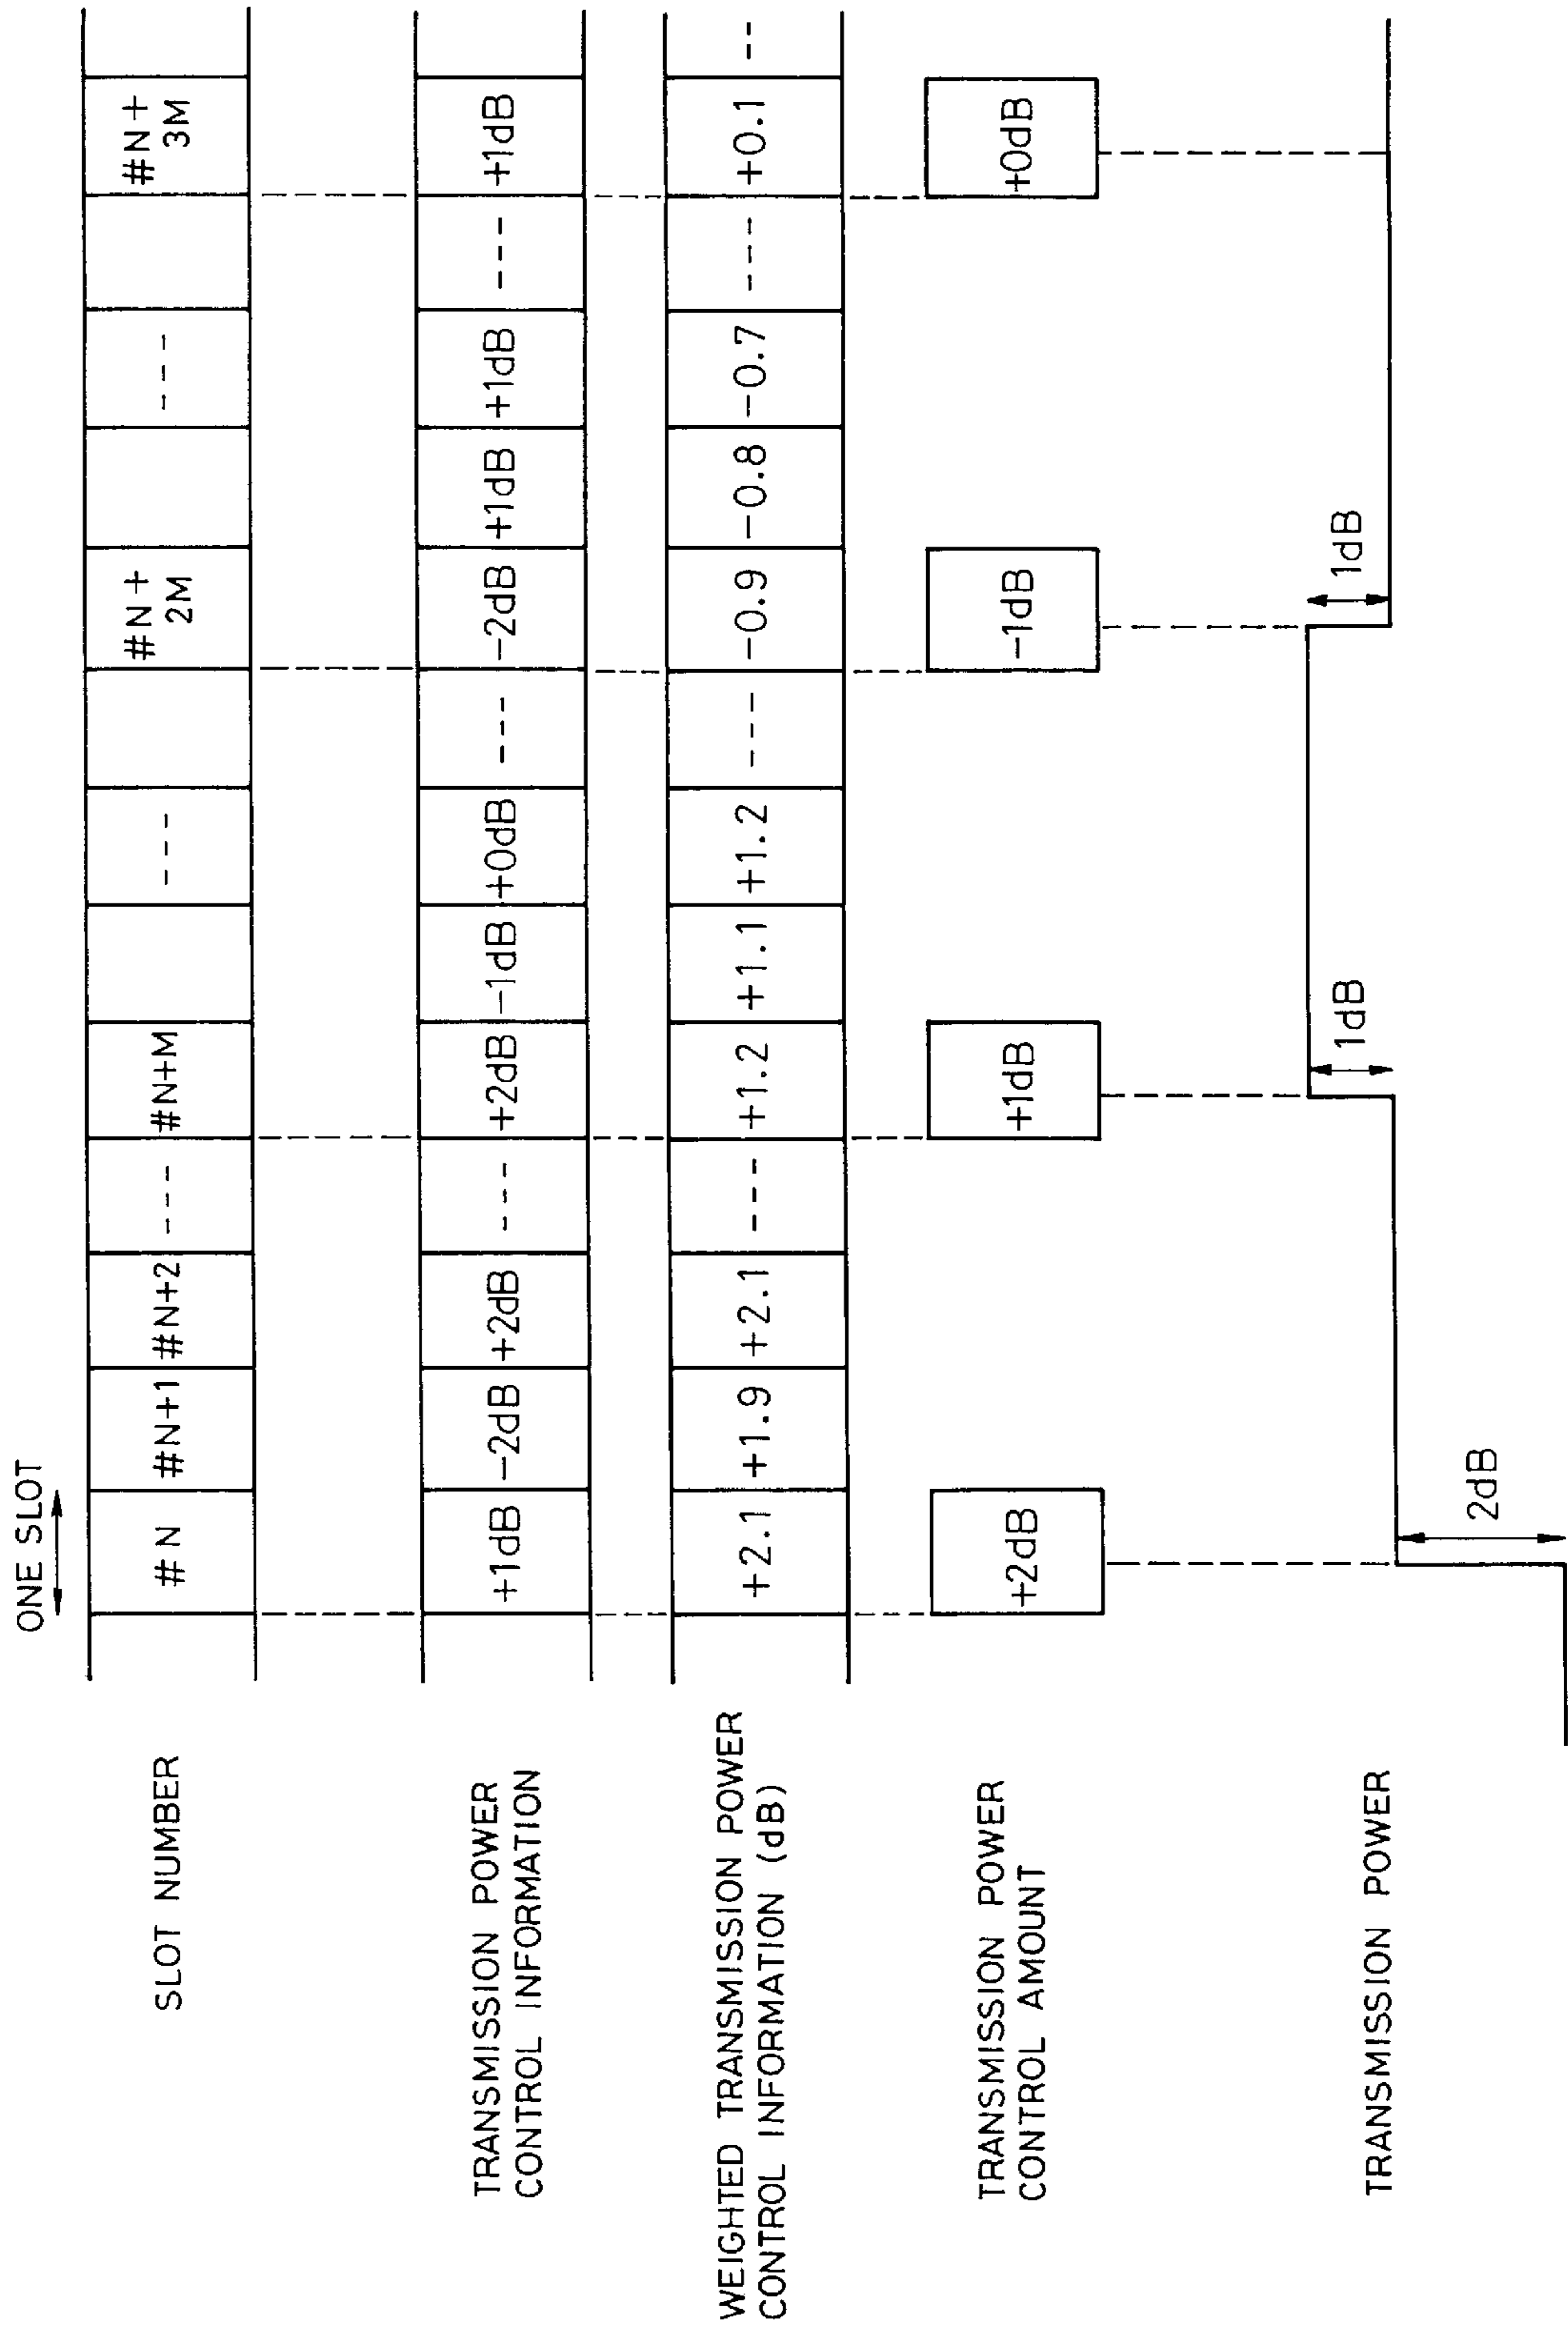 ONE SLOT
SLOT NUMBER
#N #N+1 #N+2 --- #N+M --- #N+ 2M --- #N+ 3M
TRANSMISSION POWER
CONTROL INFORMATION
+1dB -2dB +2dB --- +2dB -1dB +0dB --- -2dB +1dB +1dB --- +1dB
WEIGHTED TRANSMISSION POWER
CONTROL INFORMATION (dB)
+2.1 +1.9 +2.1 --- +1.2 +1.1 +1.2 --- -0.9 -0.8 -0.7 --- +0.1 --
TRANSMISSION POWER
CONTROL AMOUNT
+2dB +1dB -1dB +0dB
TRANSMISSION POWER
2dB 1dB 1dB